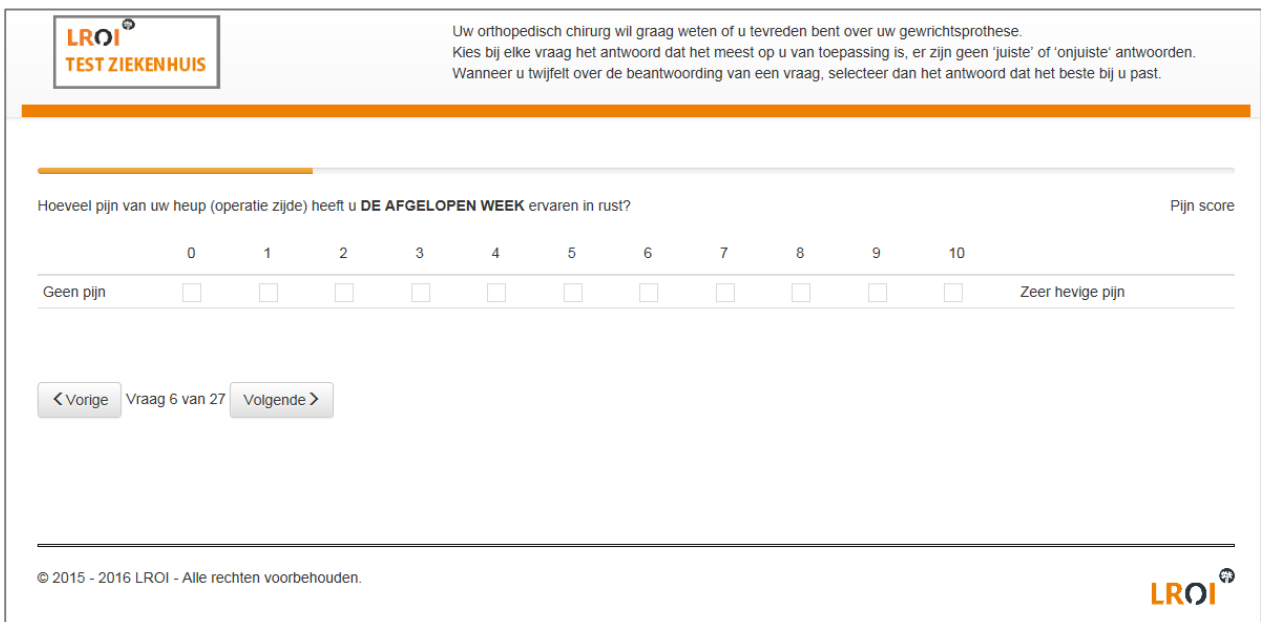 LROI
TEST ZIEKENHUIS
Uw orthopedisch chirurg wil graag weten of u tevreden bent over uw gewrichtsprothese.
Kies bij elke vraag het antwoord dat het meest op u van toepassing is, er zijn geen ‘juiste’ of ‘onjuiste‘ antwoorden.
Wanneer u twijfelt over de beantwoording van een vraag, selecteer dan het antwoord dat het beste bij u past.
Hoeveel pijn van uw heup (operatie zijde) heeft u DE AFGELOPEN WEEK ervaren in rust? Pijn score
0 1 2 3 4 5 6 7 8 9 10
Geen pijn Zeer hevige pijn
Vorige Vraag 6 van 27 Volgende
© 2015 - 2016 LROI - Alle rechten voorbehouden.
LROI